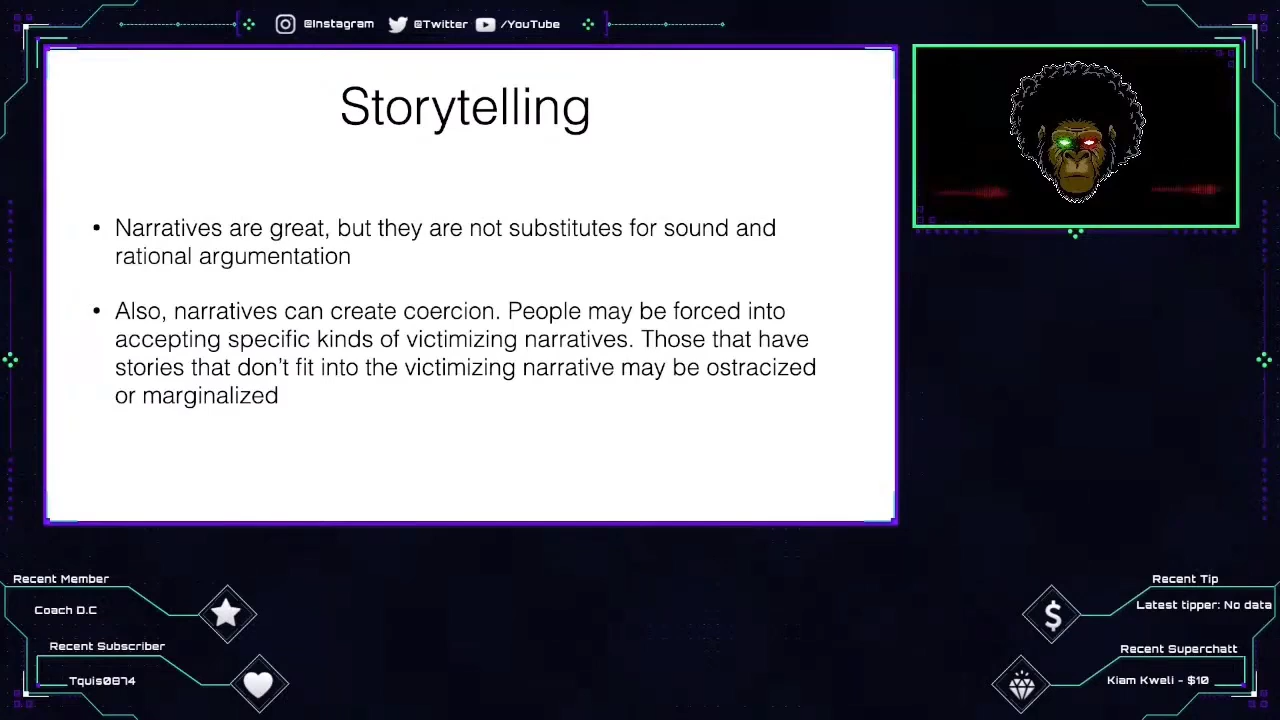 @Instagram @Twitter /YouTube
Storytelling
• Narratives are great, but they are not substitutes for sound and
rational argumentation
• Also, narratives can create coercion. People may be forced into
accepting specific kinds of victimizing narratives. Those that have
stories that don't fit into the victimizing narrative may be ostracized
or marginalized
Recent Member
Coach D.C
Recent Subscriber
Tquis0874
Recent Tip
Latest tipper: No data
Recent Superchatt
Kiam Kweli - $10